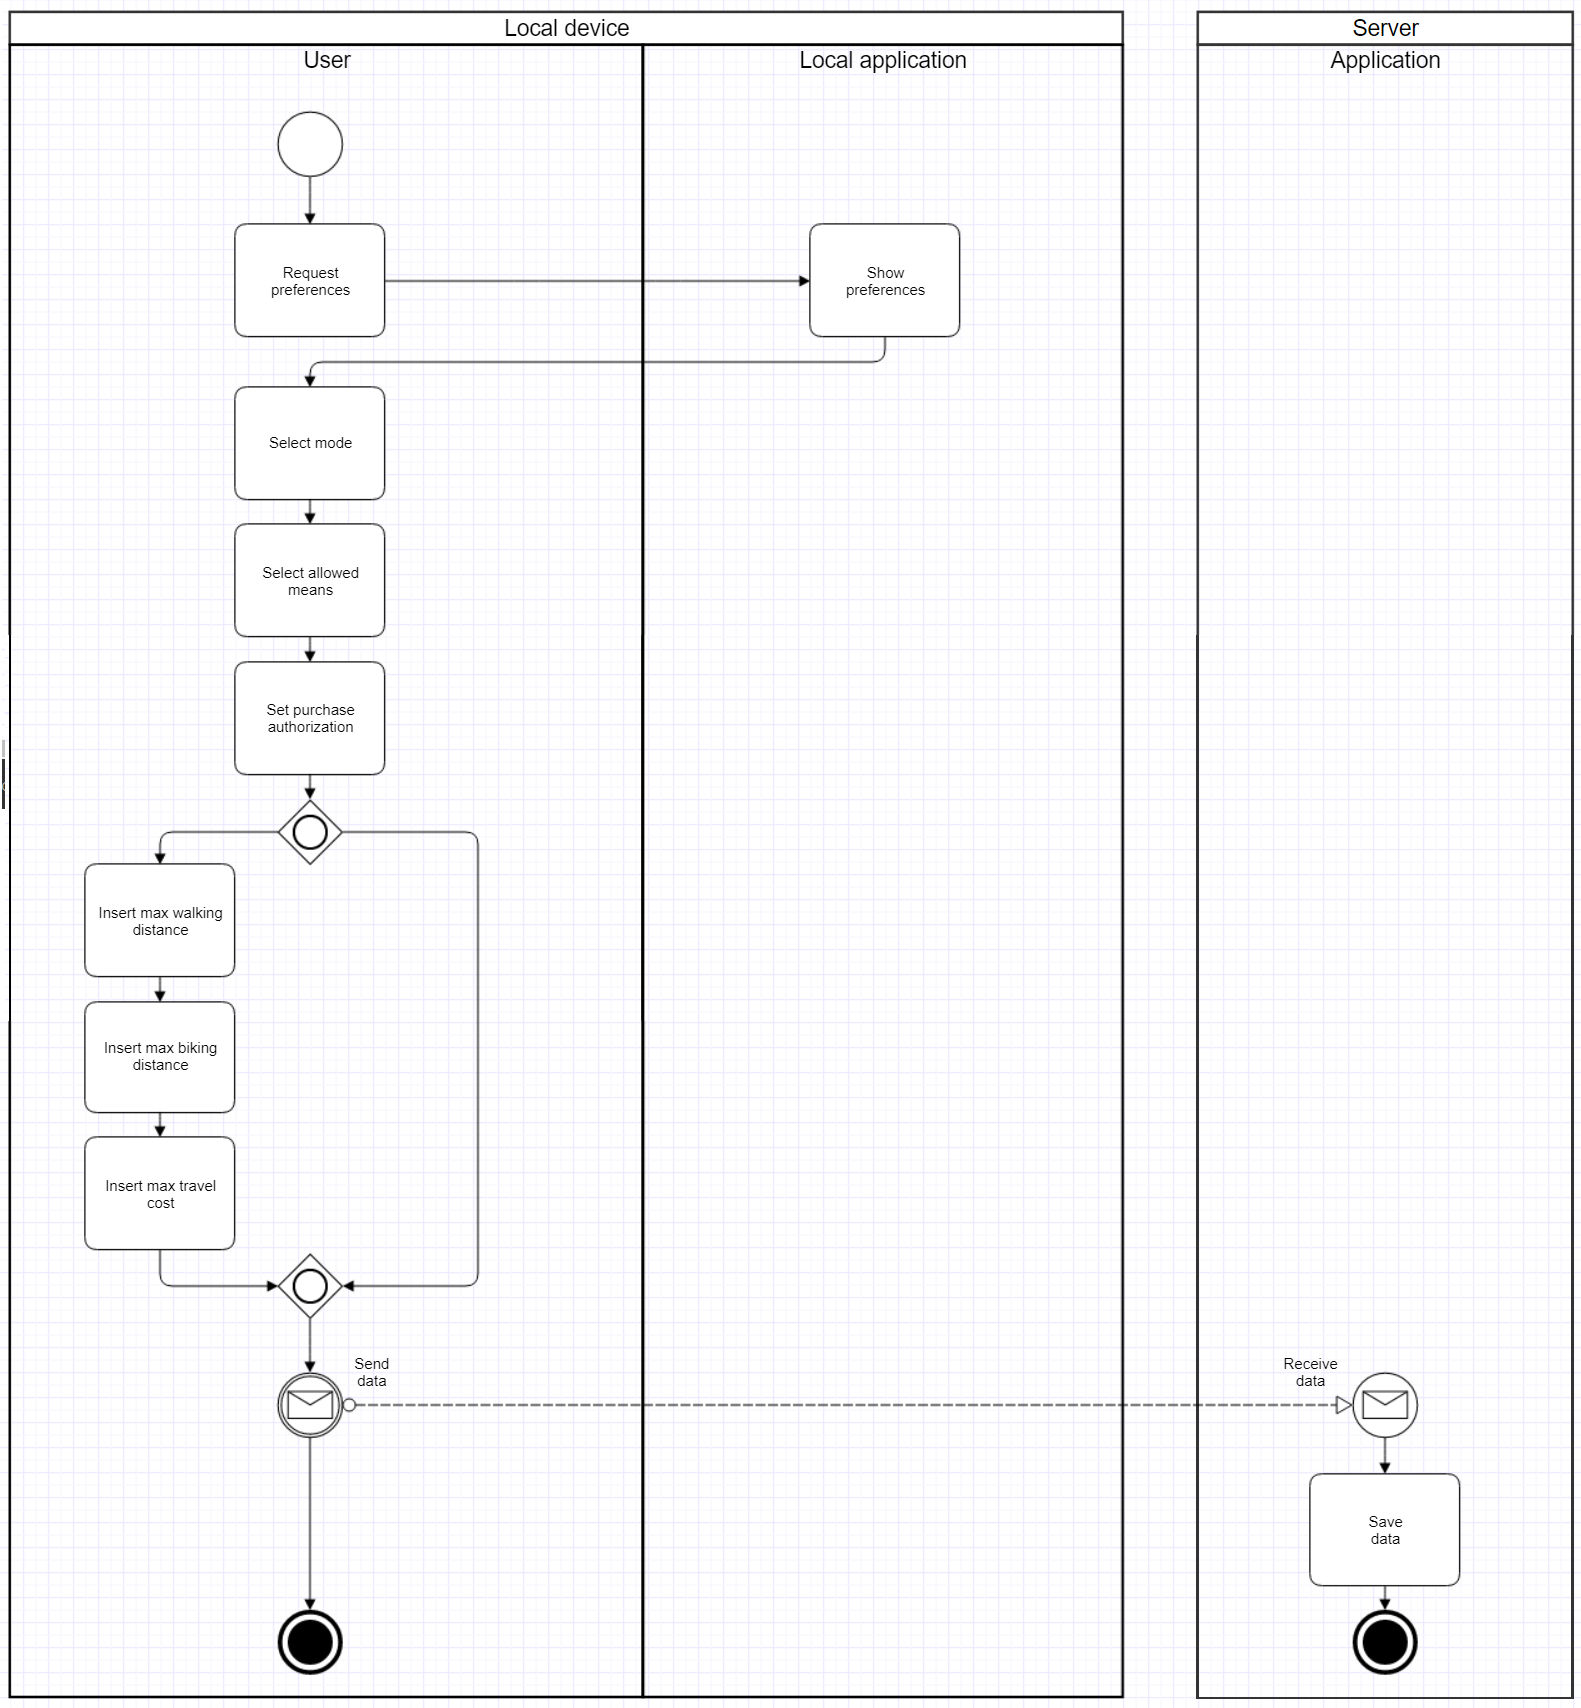 Local device
Server
User
Local application
Application
Request
preferences
Show
preferences
Select mode
Select allowed
means
Set purchase
authorization
Insert max walking
distance
Insert max biking
distance
Insert max travel
cost
Send
data
Receive
data
Save
data